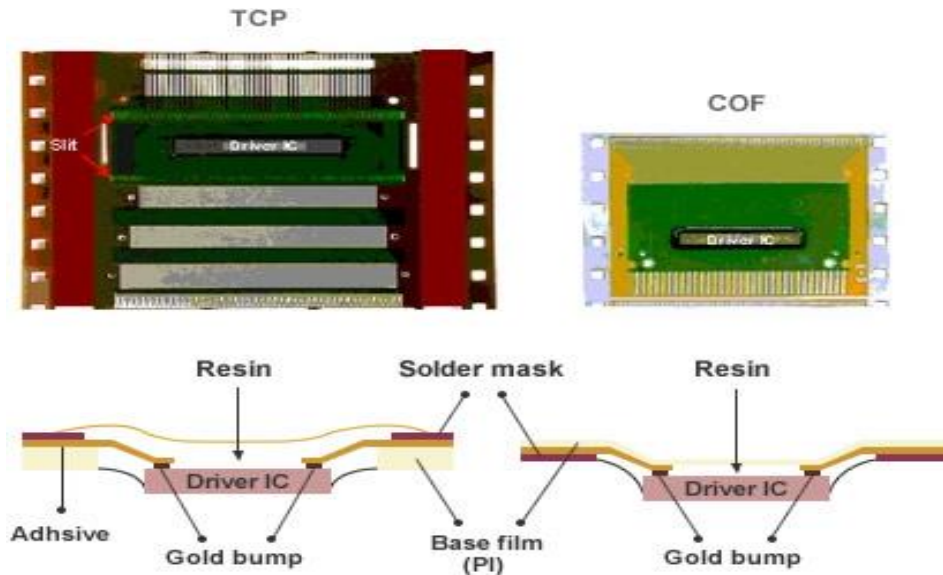 TCP
COF
Slit
Driver IC
Driver IC
Resin
Solder mask
Resin
Driver IC
Driver IC
Adhsive
Gold bump
Base film
(PI)
Gold bump